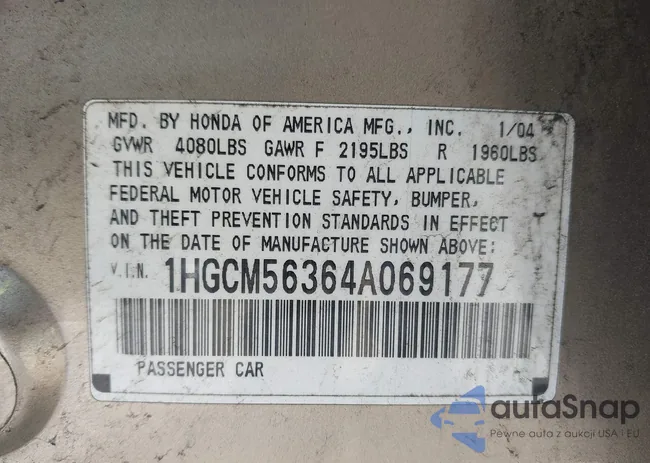 MFD. BY HONDA OF AMERICA MFG., INC. 1/04
GVWR 4080LBS GAWR F 2195LBS R 1960LBS
THIS VEHICLE CONFORMS TO ALL APPLICABLE
FEDERAL MOTOR VEHICLE SAFETY, BUMPER,
AND THEFT PREVENTION STANDARDS IN EFFECT
ON THE DATE OF MANUFACTURE SHOWN ABOVE:
V.I.N. 1HGCM56364A069177
PASSENGER CAR
autaSnap
Pewne auta z aukcji USA i EU